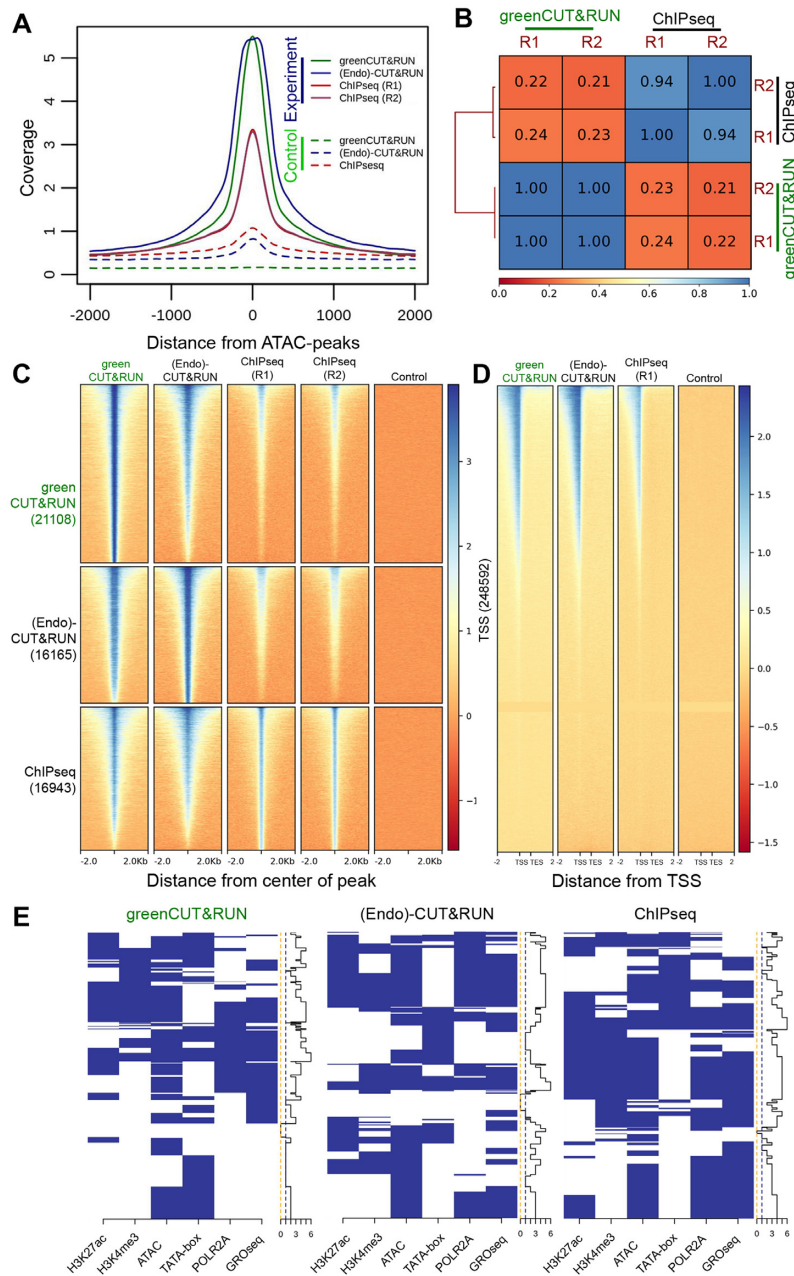 A
Coverage
5
4
3
2
1
0
-2000
-1000
0
1000
2000
Distance from ATAC-peaks
Experiment
greenCUT&RUN
(Endo)-CUT&RUN
ChIPseq (R1)
ChIPseq (R2)
Control
greenCUT&RUN
(Endo)-CUT&RUN
ChIPsesq
B
greenCUT&RUN
ChIPseq
R1
R2
R1
R2
0.22
0.21
0.94
1.00
R2
0.24
0.23
1.00
0.94
R1
ChIPseq
1.00
1.00
0.23
0.21
R2
1.00
1.00
0.24
0.22
R1
greenCUT&RUN
0.0
0.2
0.4
0.6
0.8
1.0
C
green
CUT&RUN
(Endo)-
CUT&RUN
ChIPseq
(R1)
ChIPseq
(R2)
Control
green
CUT&RUN
(21108)
(Endo)-
CUT&RUN
(16165)
ChIPseq
(16943)
3
2
1
0
−1
-2.0
2.0Kb
-2.0
2.0Kb
-2.0
2.0Kb
-2.0
2.0Kb
-2.0
2.0Kb
Distance from center of peak
D
green
CUT&RUN
(Endo)-
CUT&RUN
ChIPseq
(R1)
Control
TSS (248592)
2.0
1.5
1.0
0.5
0.0
−0.5
−1.0
−1.5
-2
TSS TES
2
-2
TSS TES
2
-2
TSS TES
2
-2
TSS TES
2
Distance from TSS
E
greenCUT&RUN
(Endo)-CUT&RUN
ChIPseq
H3K27ac
H3K4me3
ATAC
TATA-box
POLR2A
GROseq
0
3
6
H3K27ac
H3K4me3
ATAC
TATA-box
POLR2A
GROseq
0
3
6
H3K27ac
H3K4me3
ATAC
TATA-box
POLR2A
GROseq
0
3
6